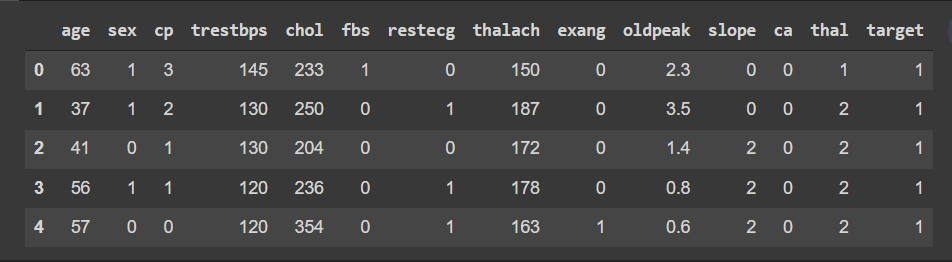 age sex cp trestbps chol fbs restecg thalach exang oldpeak slope ca thal target
0 63 1 3 145 233 1 0 150 0 2.3 0 0 1 1
1 37 1 2 130 250 0 1 187 0 3.5 0 0 2 1
2 41 0 1 130 204 0 0 172 0 1.4 2 0 2 1
3 56 1 1 120 236 0 1 178 0 0.8 2 0 2 1
4 57 0 0 120 354 0 1 163 1 0.6 2 0 2 1